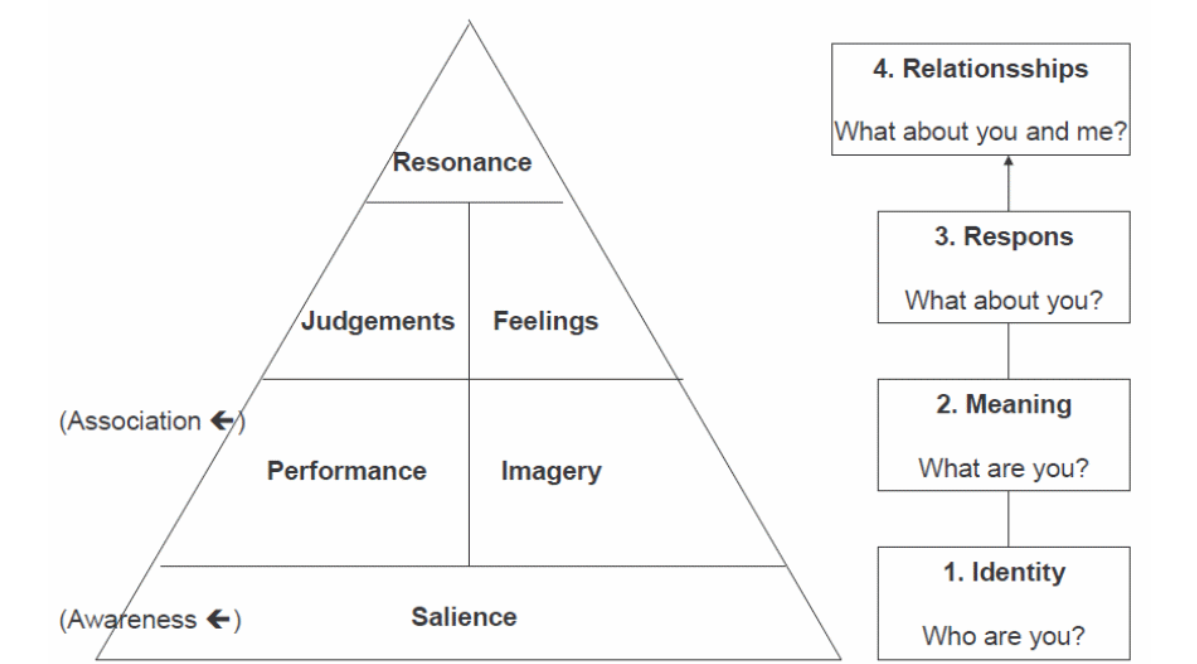 Resonance
Judgements
Feelings
(Association 🡰)
Performance
Imagery
(Awareness 🡰)
Salience
4. Relationsships
What about you and me?
3. Respons
What about you?
2. Meaning
What are you?
1. Identity
Who are you?